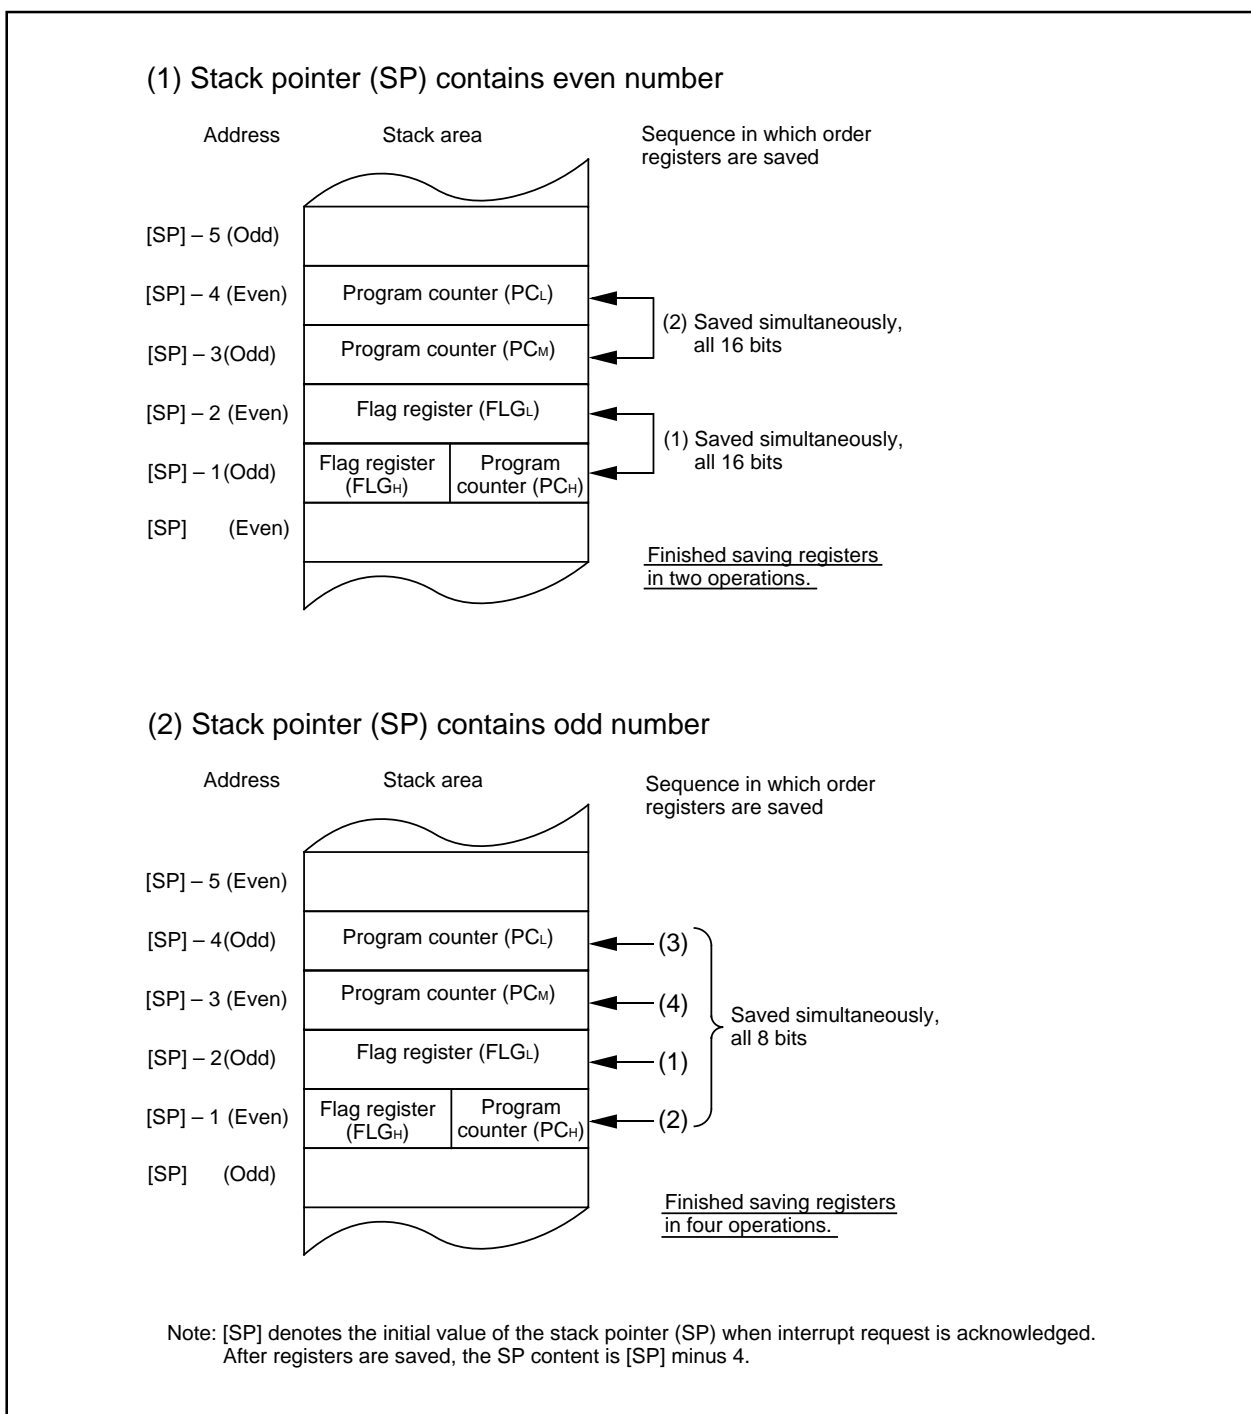 (1) Stack pointer (SP) contains even number
Address Stack area Sequence in which order
registers are saved
[SP] – 5 (Odd)
[SP] – 4 (Even) Program counter (PCL)
(2) Saved simultaneously,
all 16 bits
[SP] – 3(Odd) Program counter (PCM)
[SP] – 2 (Even) Flag register (FLGL)
(1) Saved simultaneously,
all 16 bits
[SP] – 1(Odd) Flag register
(FLGH) Program
counter (PCH)
[SP] (Even)
Finished saving registers
in two operations.
(2) Stack pointer (SP) contains odd number
Address Stack area Sequence in which order
registers are saved
[SP] – 5 (Even)
[SP] – 4(Odd) Program counter (PCL) (3)
[SP] – 3 (Even) Program counter (PCM) (4)
Saved simultaneously,
all 8 bits
[SP] – 2(Odd) Flag register (FLGL) (1)
[SP] – 1 (Even) Flag register
(FLGH) Program
counter (PCH) (2)
[SP] (Odd)
Finished saving registers
in four operations.
Note: [SP] denotes the initial value of the stack pointer (SP) when interrupt request is acknowledged.
After registers are saved, the SP content is [SP] minus 4.